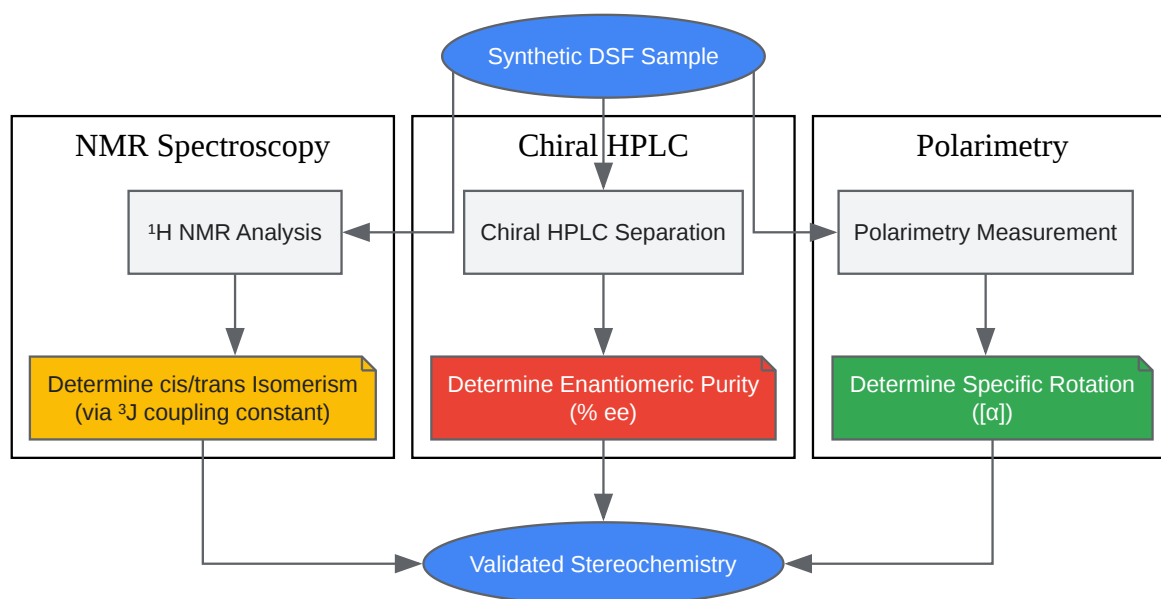 Synthetic DSF Sample
NMR Spectroscopy
Chiral HPLC
Polarimetry
¹H NMR Analysis
Chiral HPLC Separation
Polarimetry Measurement
Determine cis/trans Isomerism
(via ³J coupling constant)
Determine Enantiomeric Purity
(% ee)
Determine Specific Rotation
([α])
Validated Stereochemistry